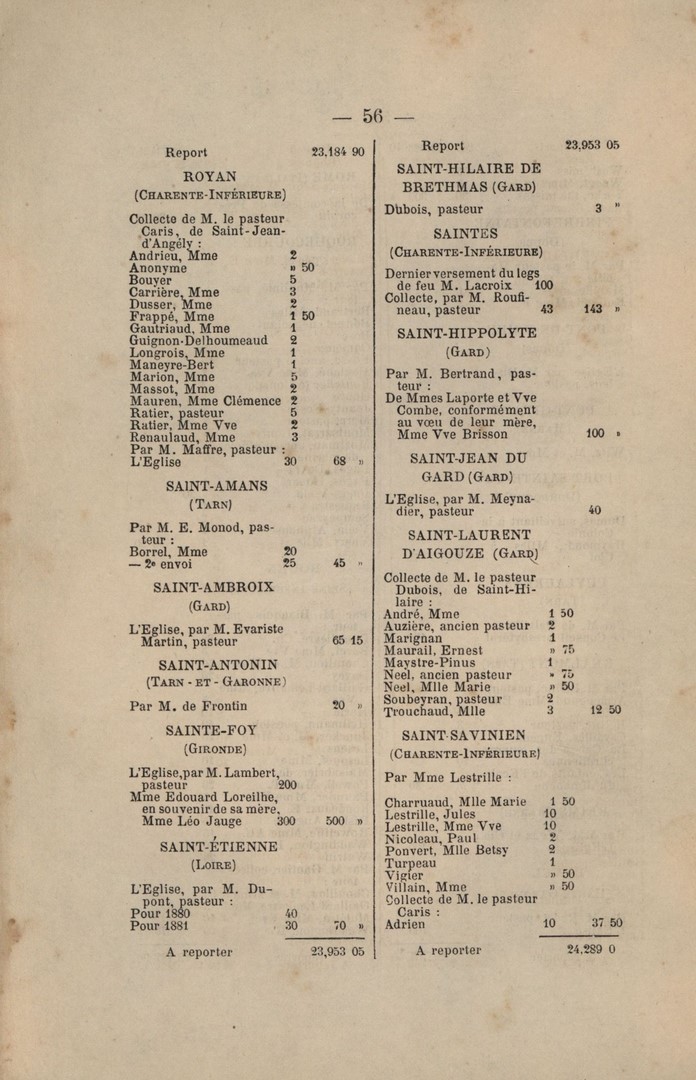 — 56 —
Report 23.184 90
ROYAN
(CHARENTE-INFÉRIEURE)
Collecte de M. le pasteur
Caris, de Saint-Jean-
d'Angély :
Andrieu, Mme 2
Anonyme » 50
Bouyer 5
Carrière, Mme 3
Dusser, Mme 2
Frappé, Mme 1 50
Gautriaud, Mme 1
Guignon-Delhoumeaud 2
Longrois, Mme 1
Maneyre-Bert 1
Marion, Mme 5
Massot, Mme 2
Mauren, Mme Clémence 2
Ratier, pasteur 5
Ratier, Mme Vve 2
Renaulaud, Mme 3
Par M. Maffre, pasteur :
L'Eglise 30 68 »
SAINT-AMANS
(TARN)
Par M. E. Monod, pas-
teur :
Borrel, Mme 20
— 2e envoi 25 45 »
SAINT-AMBROIX
(GARD)
L'Eglise, par M. Evariste
Martin, pasteur 65 15
SAINT-ANTONIN
(TARN-ET-GARONNE)
Par M. de Frontin 20 »
SAINTE-FOY
(GIRONDE)
L'Eglise, par M. Lambert,
pasteur 200
Mme Edouard Loreilhe,
en souvenir de sa mère,
Mme Léo Jauge 300 500 »
SAINT-ÉTIENNE
(LOIRE)
L'Eglise, par M. Du-
pont, pasteur :
Pour 1880 40
Pour 1881 30 70 »
A reporter 23,953 05
Report 23,953 05
SAINT-HILAIRE DE
BRETHMAS (GARD)
Dubois, pasteur 3 »
SAINTES
(CHARENTE-INFÉRIEURE)
Dernier versement du legs
de feu M. Lacroix 100
Collecte, par M. Roufi-
neau, pasteur 43 143 »
SAINT-HIPPOLYTE
(GARD)
Par M. Bertrand, pas-
teur :
De Mmes Laporte et Vve
Combe, conformément
au vœu de leur mère,
Mme Vve Brisson 100 »
SAINT-JEAN DU
GARD (GARD)
L'Eglise, par M. Meyna-
dier, pasteur 40
SAINT-LAURENT
D'AIGOUZE (GARD)
Collecte de M. le pasteur
Dubois, de Saint-Hi-
laire :
André, Mme 1 50
Auzière, ancien pasteur 2
Marignan 1
Maurail, Ernest » 75
Maystre-Pinus 1
Neel, ancien pasteur » 75
Neel, Mlle Marie » 50
Soubeyran, pasteur 2
Trouchaud, Mlle 3 12 50
SAINT-SAVINIEN
(CHARENTE-INFÉRIEURE)
Par Mme Lestrille :
Charruaud, Mlle Marie 1 50
Lestrille, Jules 10
Lestrille, Mme Vve 10
Nicoleau, Paul 2
Ponvert, Mlle Betsy 2
Turpeau 1
Vigier » 50
Villain, Mme » 50
Collecte de M. le pasteur
Caris :
Adrien 10 37 50
A reporter 24,289 0